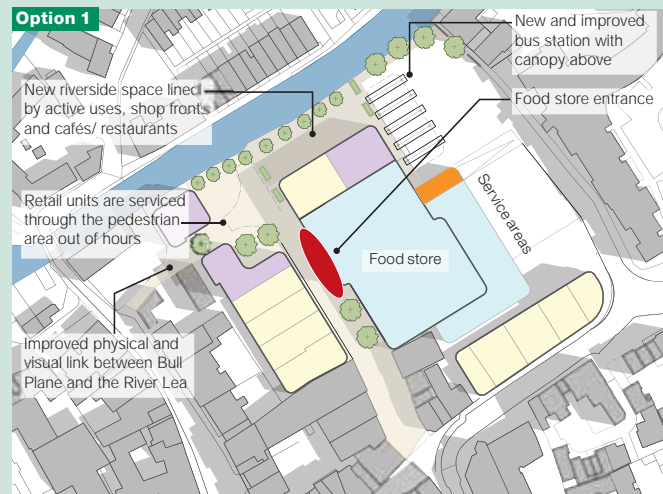 Option 1
New and improved
bus station with
canopy above
New riverside space lined
by active uses, shop fronts
and cafés/ restaurants
Food store entrance
Retail units are serviced
through the pedestrian
area out of hours
Service areas
Food store
Improved physical and
visual link between Bull
Plane and the River Lea